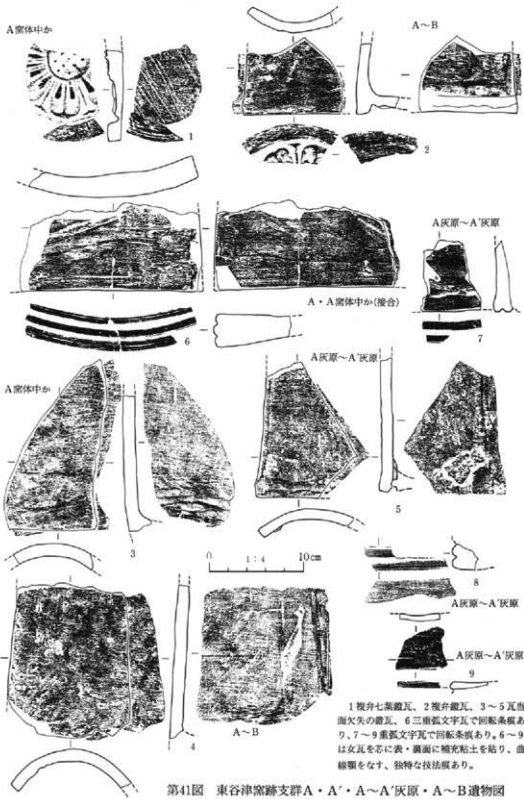 A窯体中か
A～B
1
2
A灰原～A′灰原
A・A窯体中か(接合)
6
7
A窯体中か
A灰原～A′灰原
3
5
0 1:4 10cm
8
A灰原～A′灰原
A灰原～A′灰原
9
A～B
4
1複弁七葉鐙瓦、2複弁鐙瓦、3～5瓦当
面欠失の鐙瓦、6三重弧文宇瓦で回転条痕あ
り、7～9重弧文宇瓦で回転条痕あり。6～9
は女瓦を芯に表・裏面に補充粘土を貼り、曲
線顎をなす、独特な技法痕あり。
第41図 東谷津窯跡支群A・A′・A～A′灰原・A～B遺物図